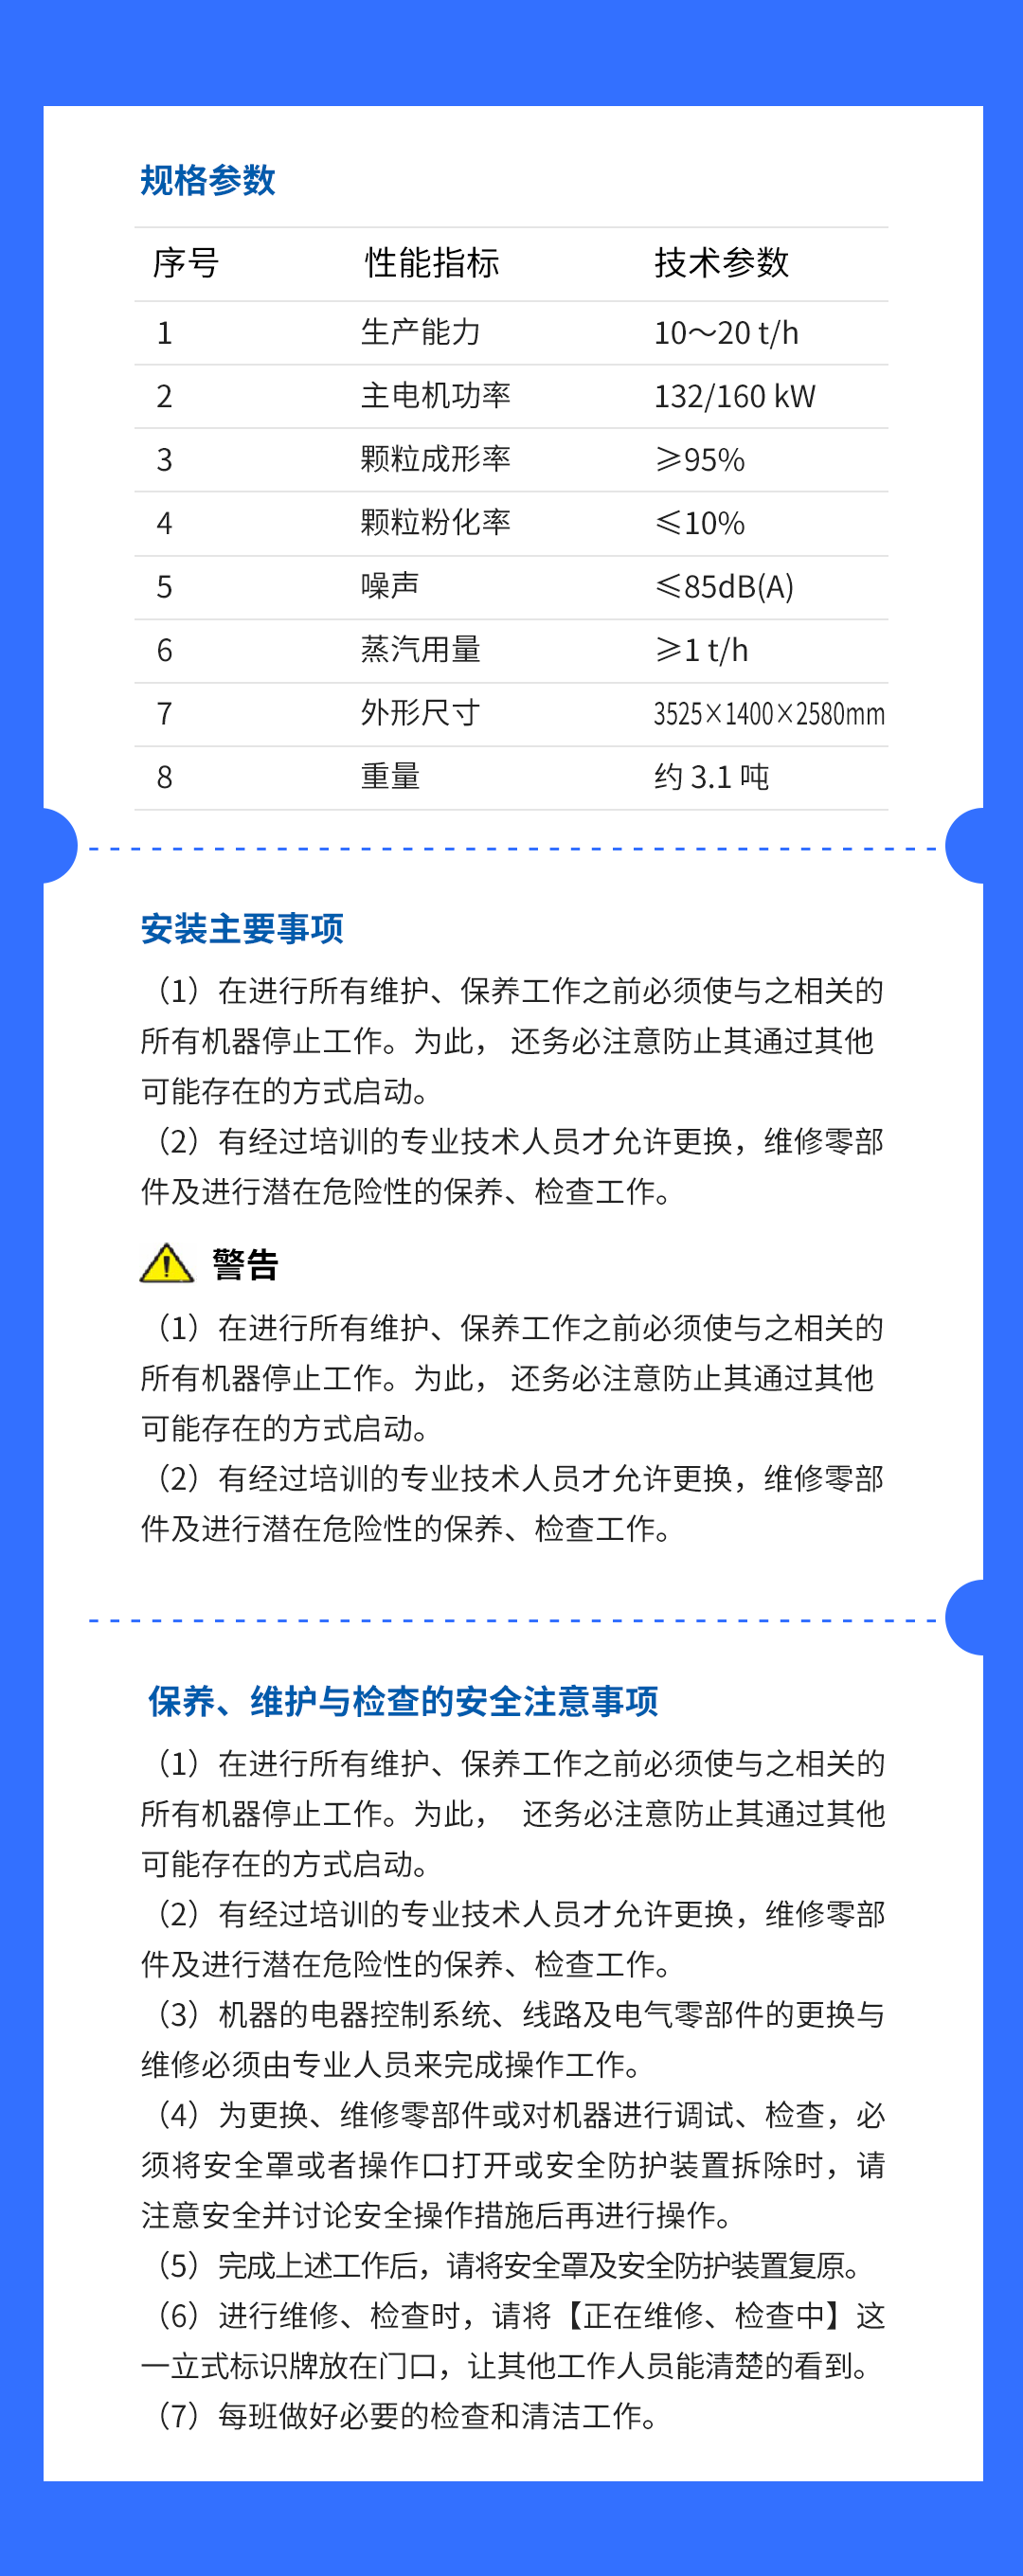 规格参数
序号 性能指标 技术参数
1 生产能力 10～20 t/h
2 主电机功率 132/160 kW
3 颗粒成形率 ≥95%
4 颗粒粉化率 ≤10%
5 噪声 ≤85dB(A)
6 蒸汽用量 ≥1 t/h
7 外形尺寸 3525×1400×2580mm
8 重量 约 3.1 吨
安装主要事项
（1）在进行所有维护、保养工作之前必须使与之相关的
所有机器停止工作。为此， 还务必注意防止其通过其他
可能存在的方式启动。
（2）有经过培训的专业技术人员才允许更换，维修零部
件及进行潜在危险性的保养、检查工作。
警告
（1）在进行所有维护、保养工作之前必须使与之相关的
所有机器停止工作。为此， 还务必注意防止其通过其他
可能存在的方式启动。
（2）有经过培训的专业技术人员才允许更换，维修零部
件及进行潜在危险性的保养、检查工作。
保养、维护与检查的安全注意事项
（1）在进行所有维护、保养工作之前必须使与之相关的
所有机器停止工作。为此， 还务必注意防止其通过其他
可能存在的方式启动。
（2）有经过培训的专业技术人员才允许更换，维修零部
件及进行潜在危险性的保养、检查工作。
（3）机器的电器控制系统、线路及电气零部件的更换与
维修必须由专业人员来完成操作工作。
（4）为更换、维修零部件或对机器进行调试、检查，必
须将安全罩或者操作口打开或安全防护装置拆除时，请
注意安全并讨论安全操作措施后再进行操作。
（5）完成上述工作后，请将安全罩及安全防护装置复原。
（6）进行维修、检查时，请将【正在维修、检查中】这
一立式标识牌放在门口，让其他工作人员能清楚的看到。
（7）每班做好必要的检查和清洁工作。